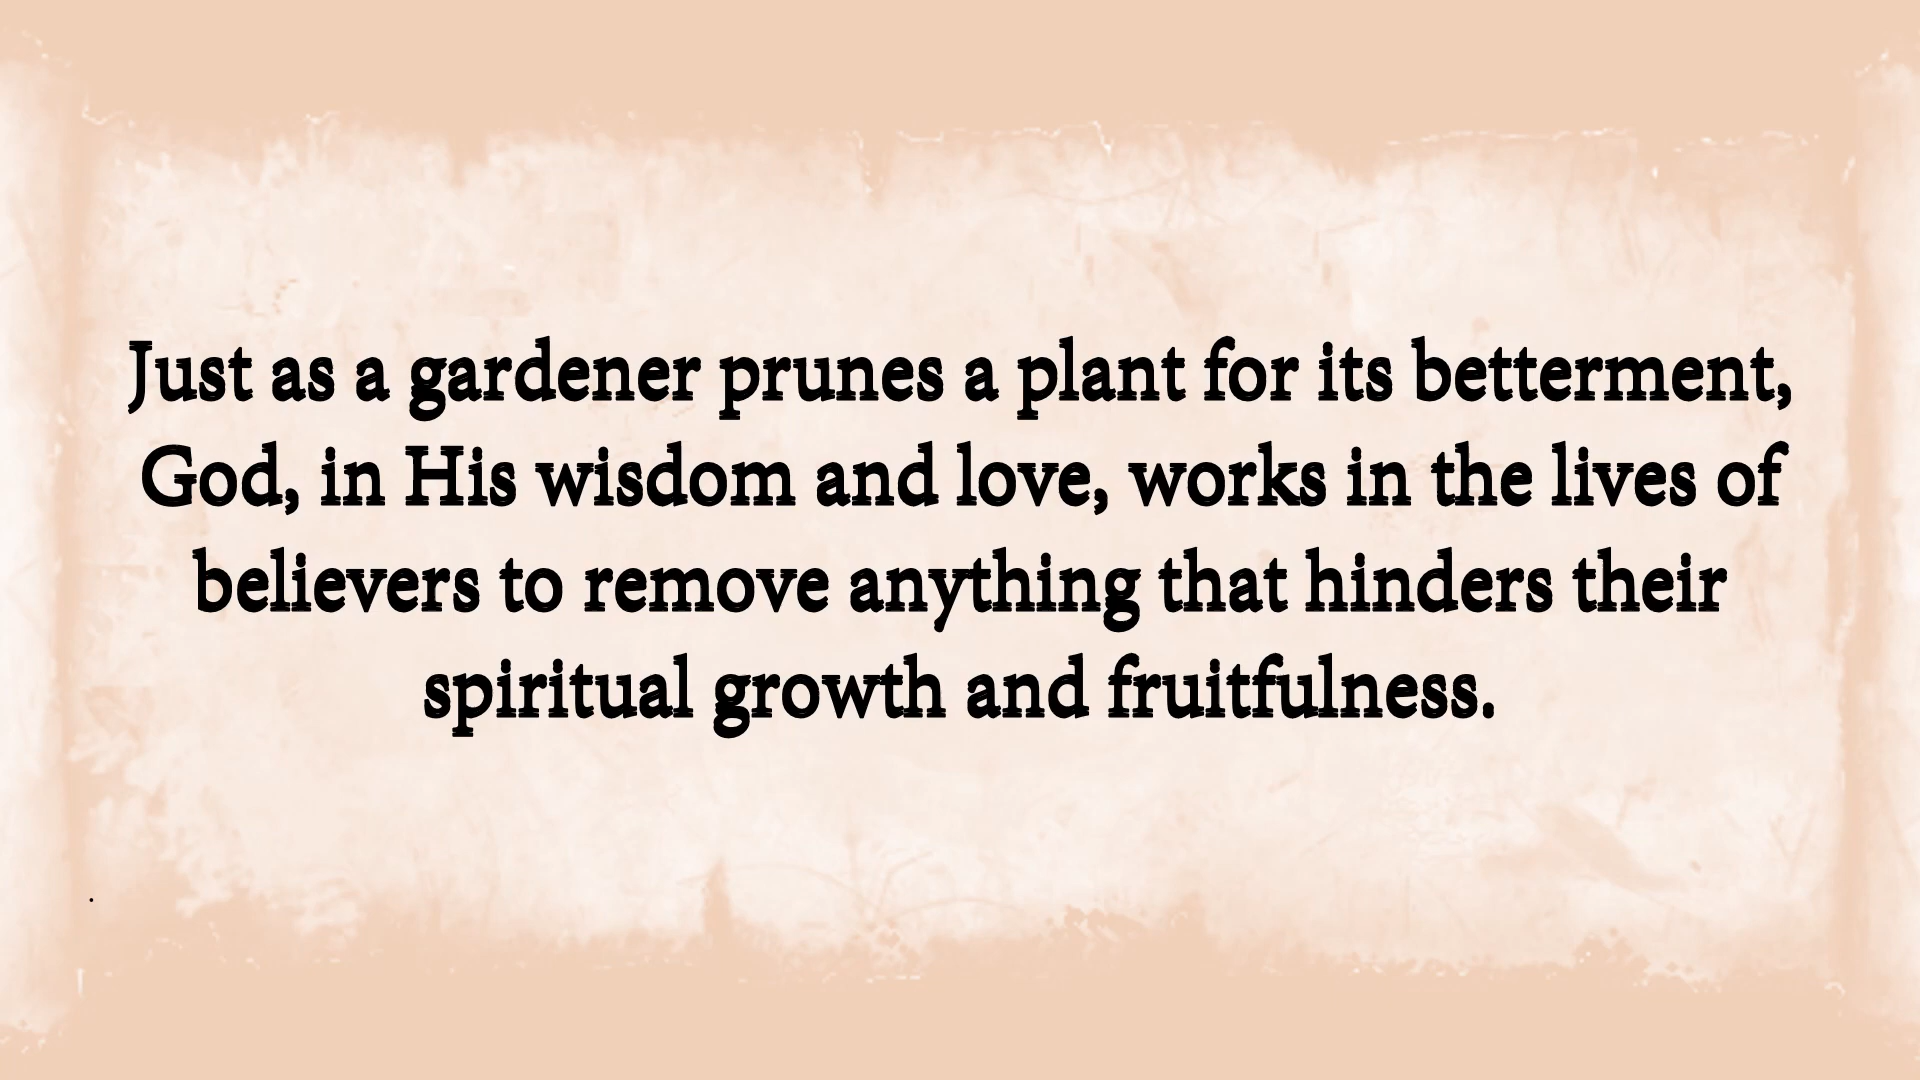 Just as a gardener prunes a plant for its betterment,
God, in His wisdom and love, works in the lives of
believers to remove anything that hinders their
spiritual growth and fruitfulness.
.